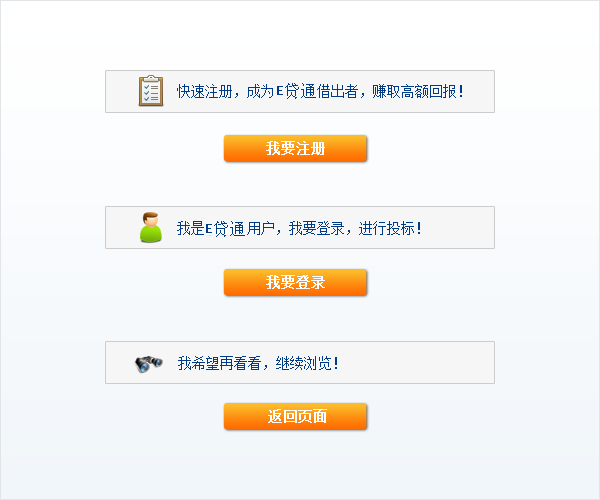 快速注册，成为E贷通借出者，赚取高额回报！
我要注册
我是E贷通用户，我要登录，进行投标！
我要登录
我希望再看看，继续浏览！
返回页面